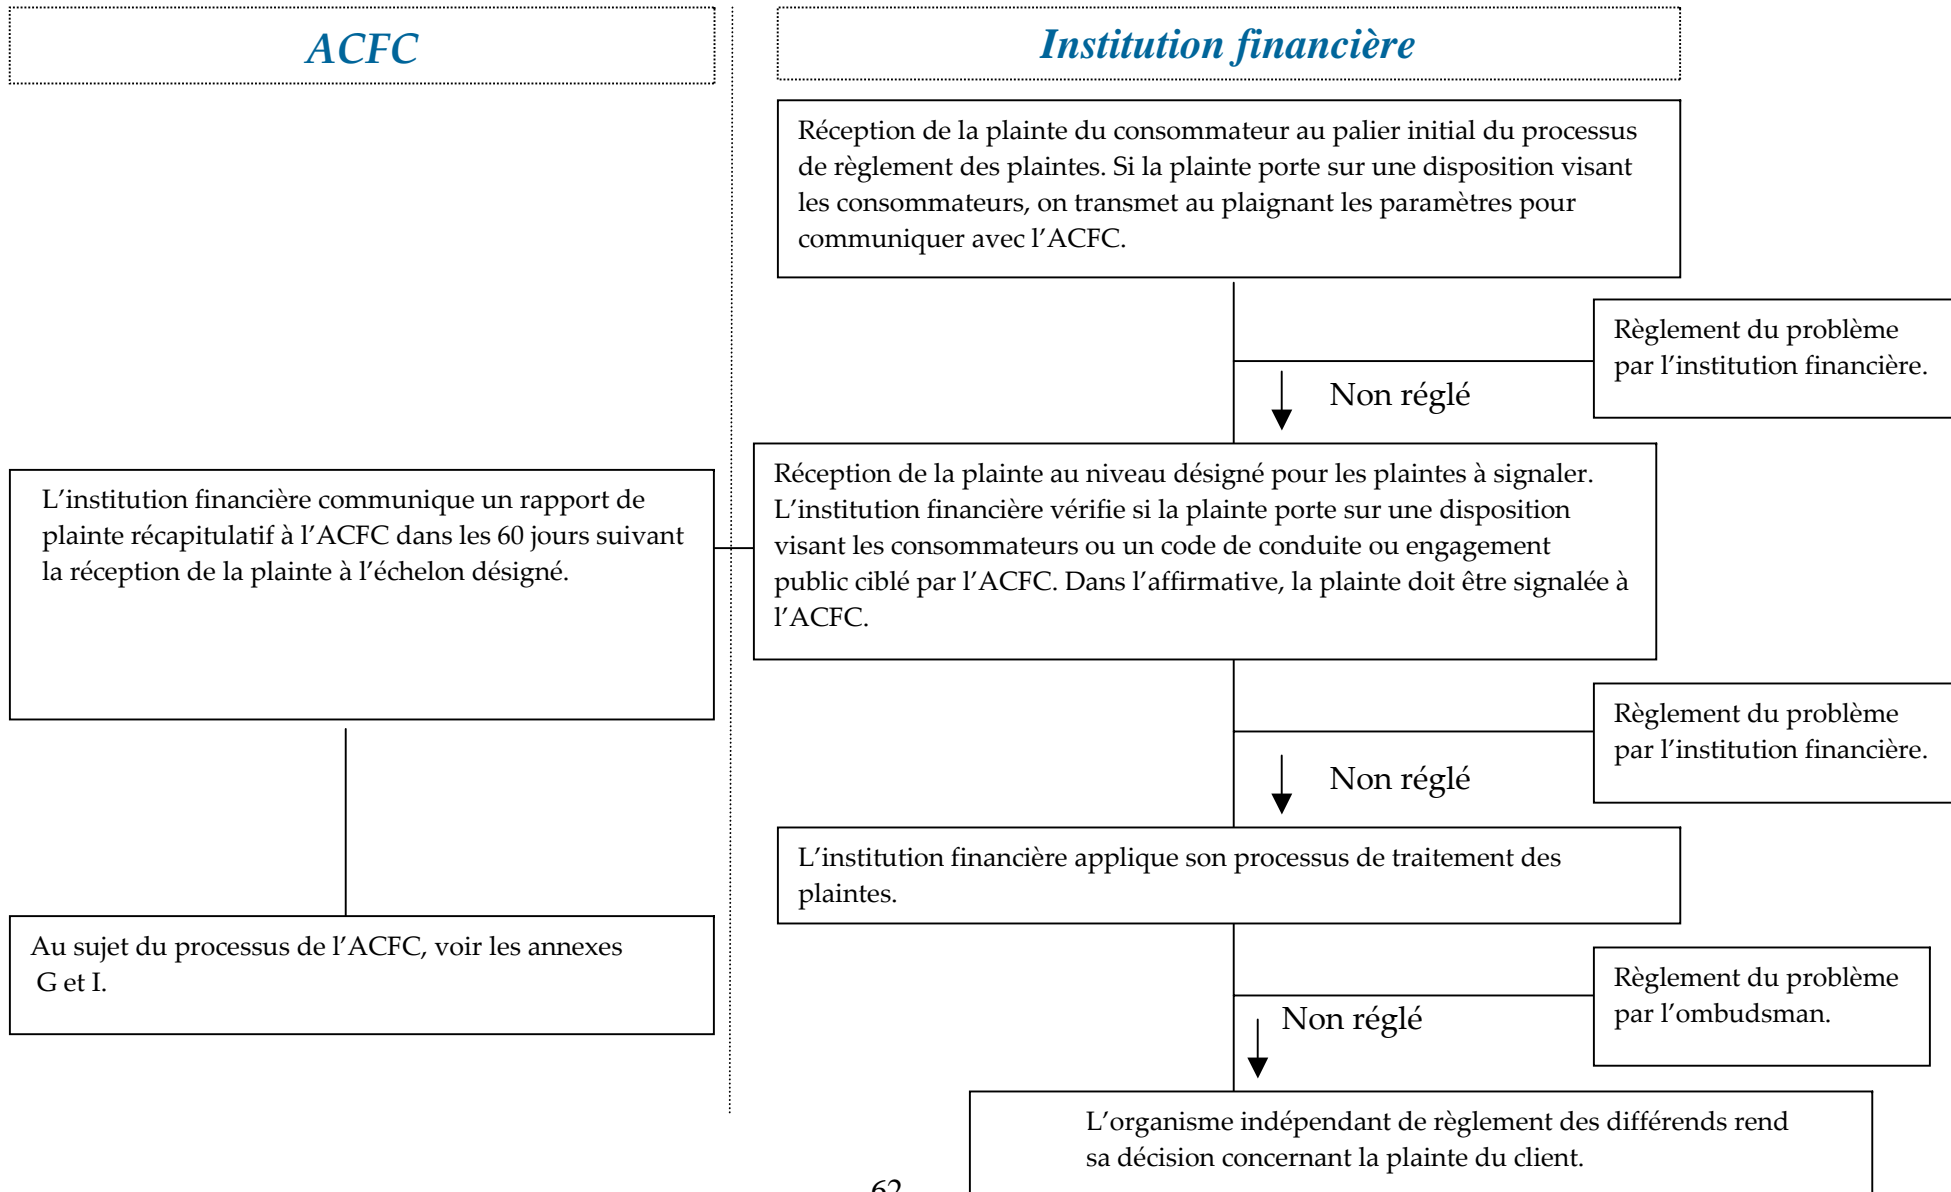 ACFC
Institution financière
Réception de la plainte du consommateur au palier initial du processus
de règlement des plaintes. Si la plainte porte sur une disposition visant
les consommateurs, on transmet au plaignant les paramètres pour
communiquer avec l’ACFC.
Règlement du problème
par l’institution financière.
Non réglé
L’institution financière communique un rapport de
plainte récapitulatif à l’ACFC dans les 60 jours suivant
la réception de la plainte à l’échelon désigné.
Réception de la plainte au niveau désigné pour les plaintes à signaler.
L’institution financière vérifie si la plainte porte sur une disposition
visant les consommateurs ou un code de conduite ou engagement
public ciblé par l’ACFC. Dans l’affirmative, la plainte doit être signalée à
l’ACFC.
Règlement du problème
par l’institution financière.
Non réglé
L’institution financière applique son processus de traitement des
plaintes.
Au sujet du processus de l’ACFC, voir les annexes
G et I.
Règlement du problème
par l’ombudsman.
Non réglé
L’organisme indépendant de règlement des différends rend
sa décision concernant la plainte du client.
62